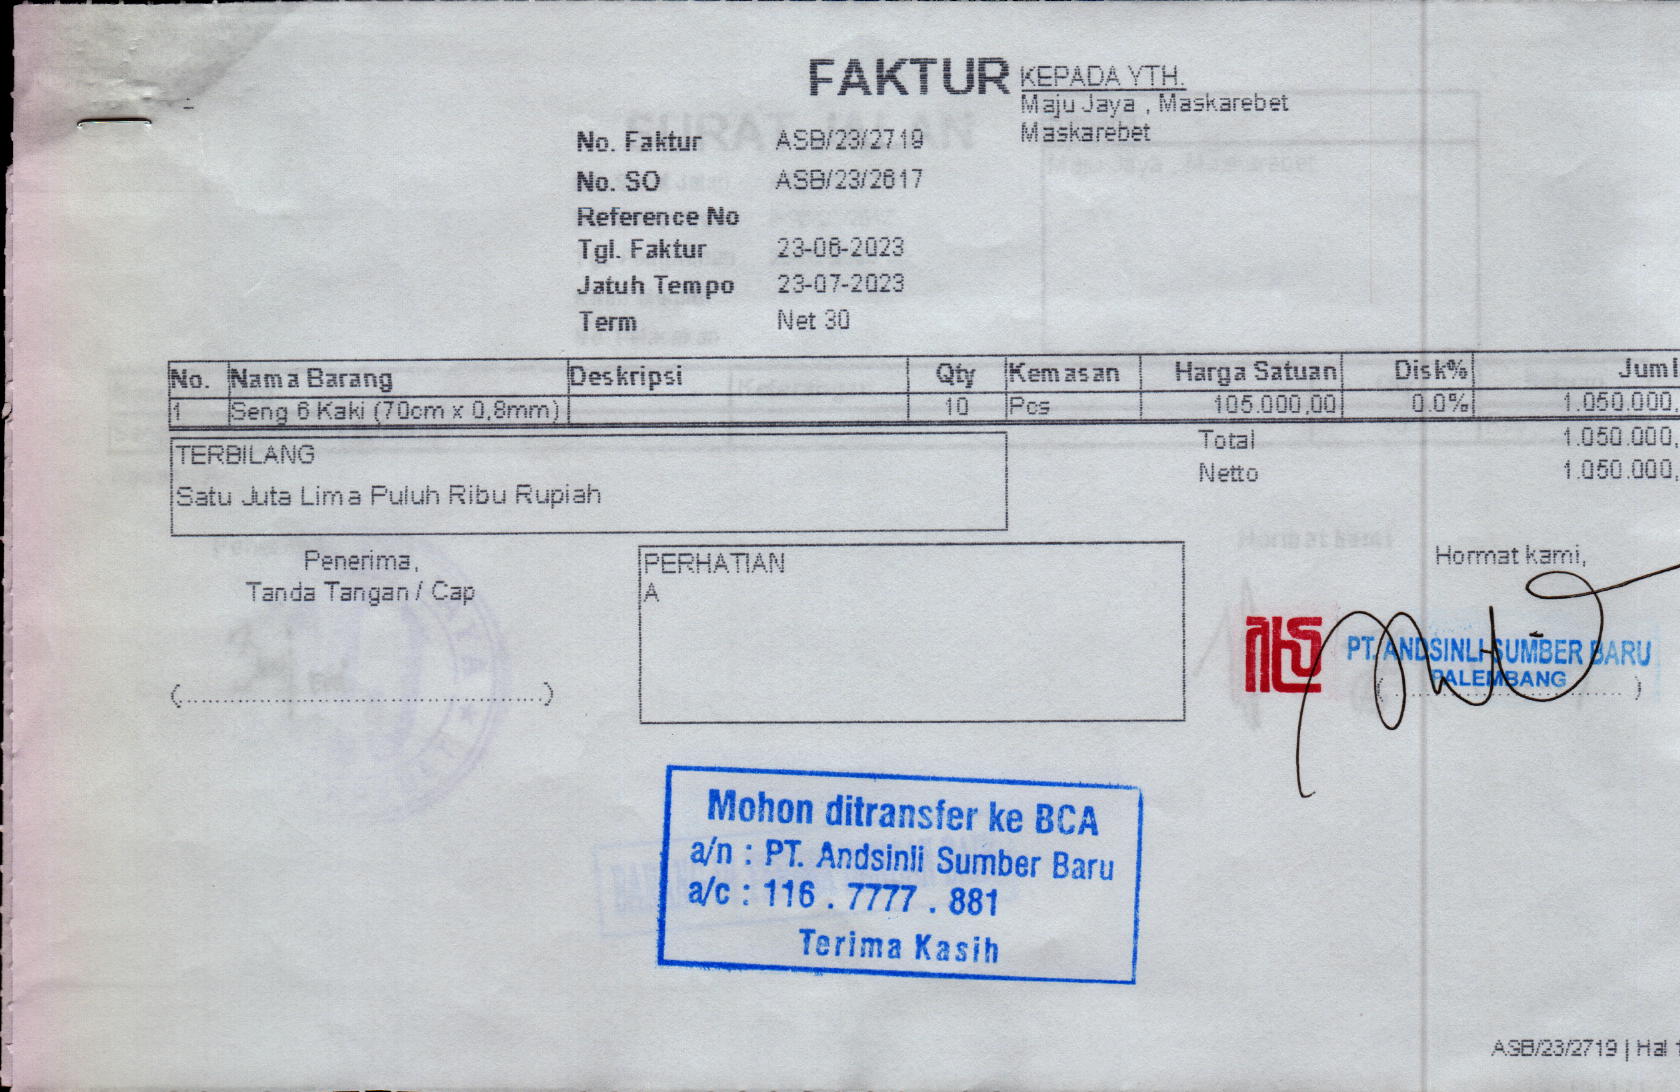 FAKTUR
KEPADA YTH.
Maju Jaya , Maskarebet
Maskarebet
No. Faktur ASB/23/2719
No. SO ASB/23/2617
Reference No
Tgl. Faktur 23-06-2023
Jatuh Tempo 23-07-2023
Term Net 30
No. Nama Barang Deskripsi Qty Kemasan Harga Satuan Disk% Juml
1 Seng 6 Kaki (70cm x 0,8mm) 10 Pcs 105.000,00 0.0% 1.050.000,
Total 1.050.000,
Netto 1.050.000,
TERBILANG
Satu Juta Lima Puluh Ribu Rupiah
Penerima,
Tanda Tangan / Cap
(........................................................)
PERHATIAN
A
Hormat kami,
PT. ANDSINLI SUMBER BARU
PALEMBANG
Mohon ditransfer ke BCA
a/n : PT. Andsinli Sumber Baru
a/c : 116 . 7777 . 881
Terima Kasih
ASB/23/2719 | Hal 1